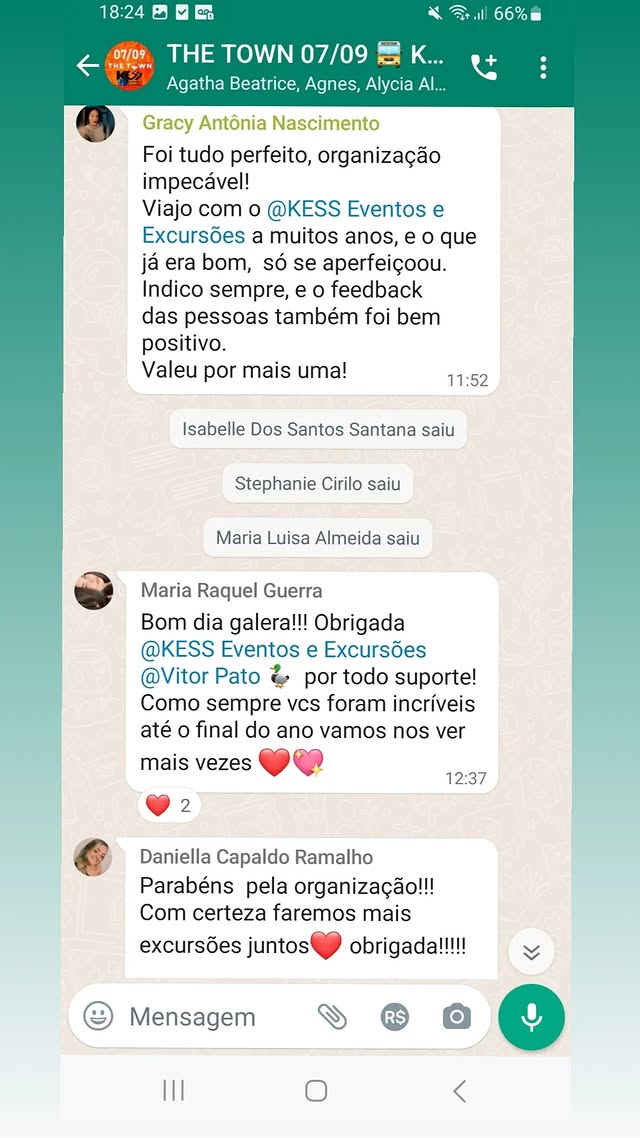 18:24
66%
07/09
THE TOWN
KESS
THE TOWN 07/09 🚌 K...
Agatha Beatrice, Agnes, Alycia Al...
Gracy Antônia Nascimento
Foi tudo perfeito, organização
impecável!
Viajo com o @KESS Eventos e
Excursões a muitos anos, e o que
já era bom,  só se aperfeiçoou.
Indico sempre, e o feedback
das pessoas também foi bem
positivo.
Valeu por mais uma!
11:52
Isabelle Dos Santos Santana saiu
Stephanie Cirilo saiu
Maria Luisa Almeida saiu
Maria Raquel Guerra
Bom dia galera!!! Obrigada
@KESS Eventos e Excursões
@Vitor Pato 🦆 por todo suporte!
Como sempre vcs foram incríveis
até o final do ano vamos nos ver
mais vezes ❤️💖
12:37
❤️ 2
Daniella Capaldo Ramalho
Parabéns  pela organização!!!
Com certeza faremos mais
excursões juntos❤️ obrigada!!!!!
Mensagem
R$